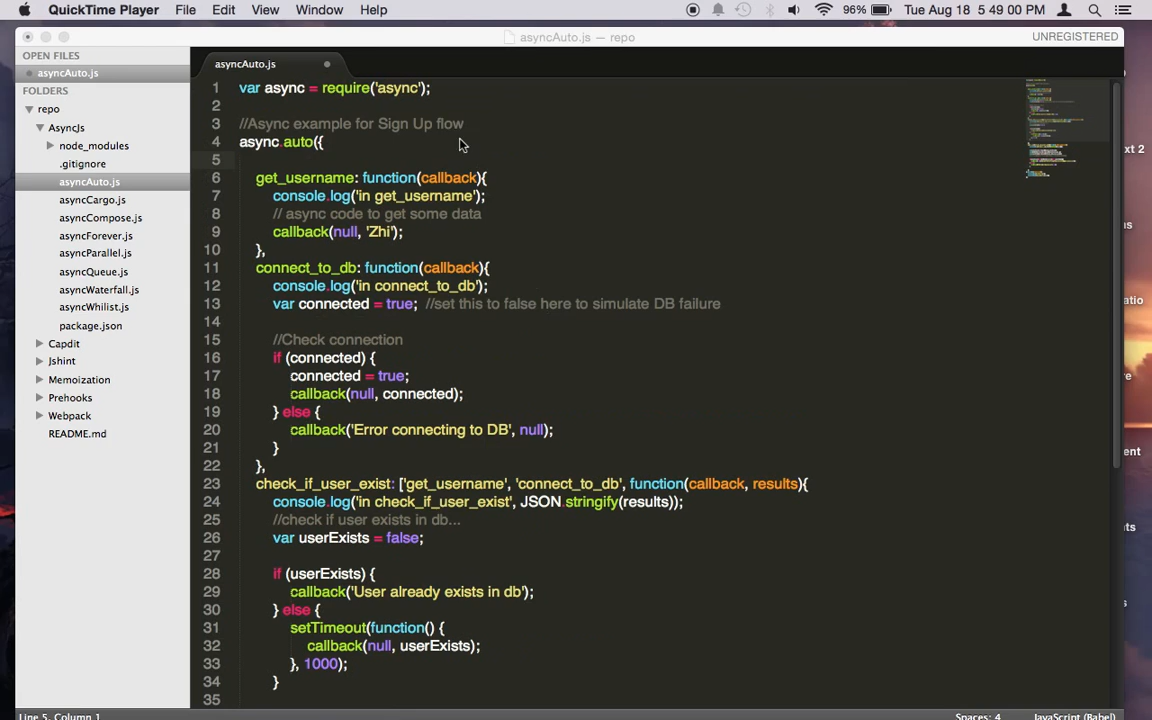 QuickTime Player File Edit View Window Help 96% Tue Aug 18 5:49:00 PM
asyncAuto.js — repo UNREGISTERED
OPEN FILES
asyncAuto.js
FOLDERS
repo
AsyncJs
node_modules
.gitignore
asyncAuto.js
asyncCargo.js
asyncCompose.js
asyncForever.js
asyncParallel.js
asyncQueue.js
asyncWaterfall.js
asyncWhilist.js
package.json
Capdit
Jshint
Memoization
Prehooks
Webpack
README.md
asyncAuto.js
1 var async = require('async');
2
3 //Async example for Sign Up flow
4 async.auto({
5
6 get_username: function(callback){
7 console.log('in get_username');
8 // async code to get some data
9 callback(null, 'Zhi');
10 },
11 connect_to_db: function(callback){
12 console.log('in connect_to_db');
13 var connected = true; //set this to false here to simulate DB failure
14
15 //Check connection
16 if (connected) {
17 connected = true;
18 callback(null, connected);
19 } else {
20 callback('Error connecting to DB', null);
21 }
22 },
23 check_if_user_exist: ['get_username', 'connect_to_db', function(callback, results){
24 console.log('in check_if_user_exist', JSON.stringify(results));
25 //check if user exists in db...
26 var userExists = false;
27
28 if (userExists) {
29 callback('User already exists in db');
30 } else {
31 setTimeout(function() {
32 callback(null, userExists);
33 }, 1000);
34 }
35
Line 5, Column 1 Spaces: 4 JavaScript (Babel)
xt 2
ns
atio
re
ent
ts